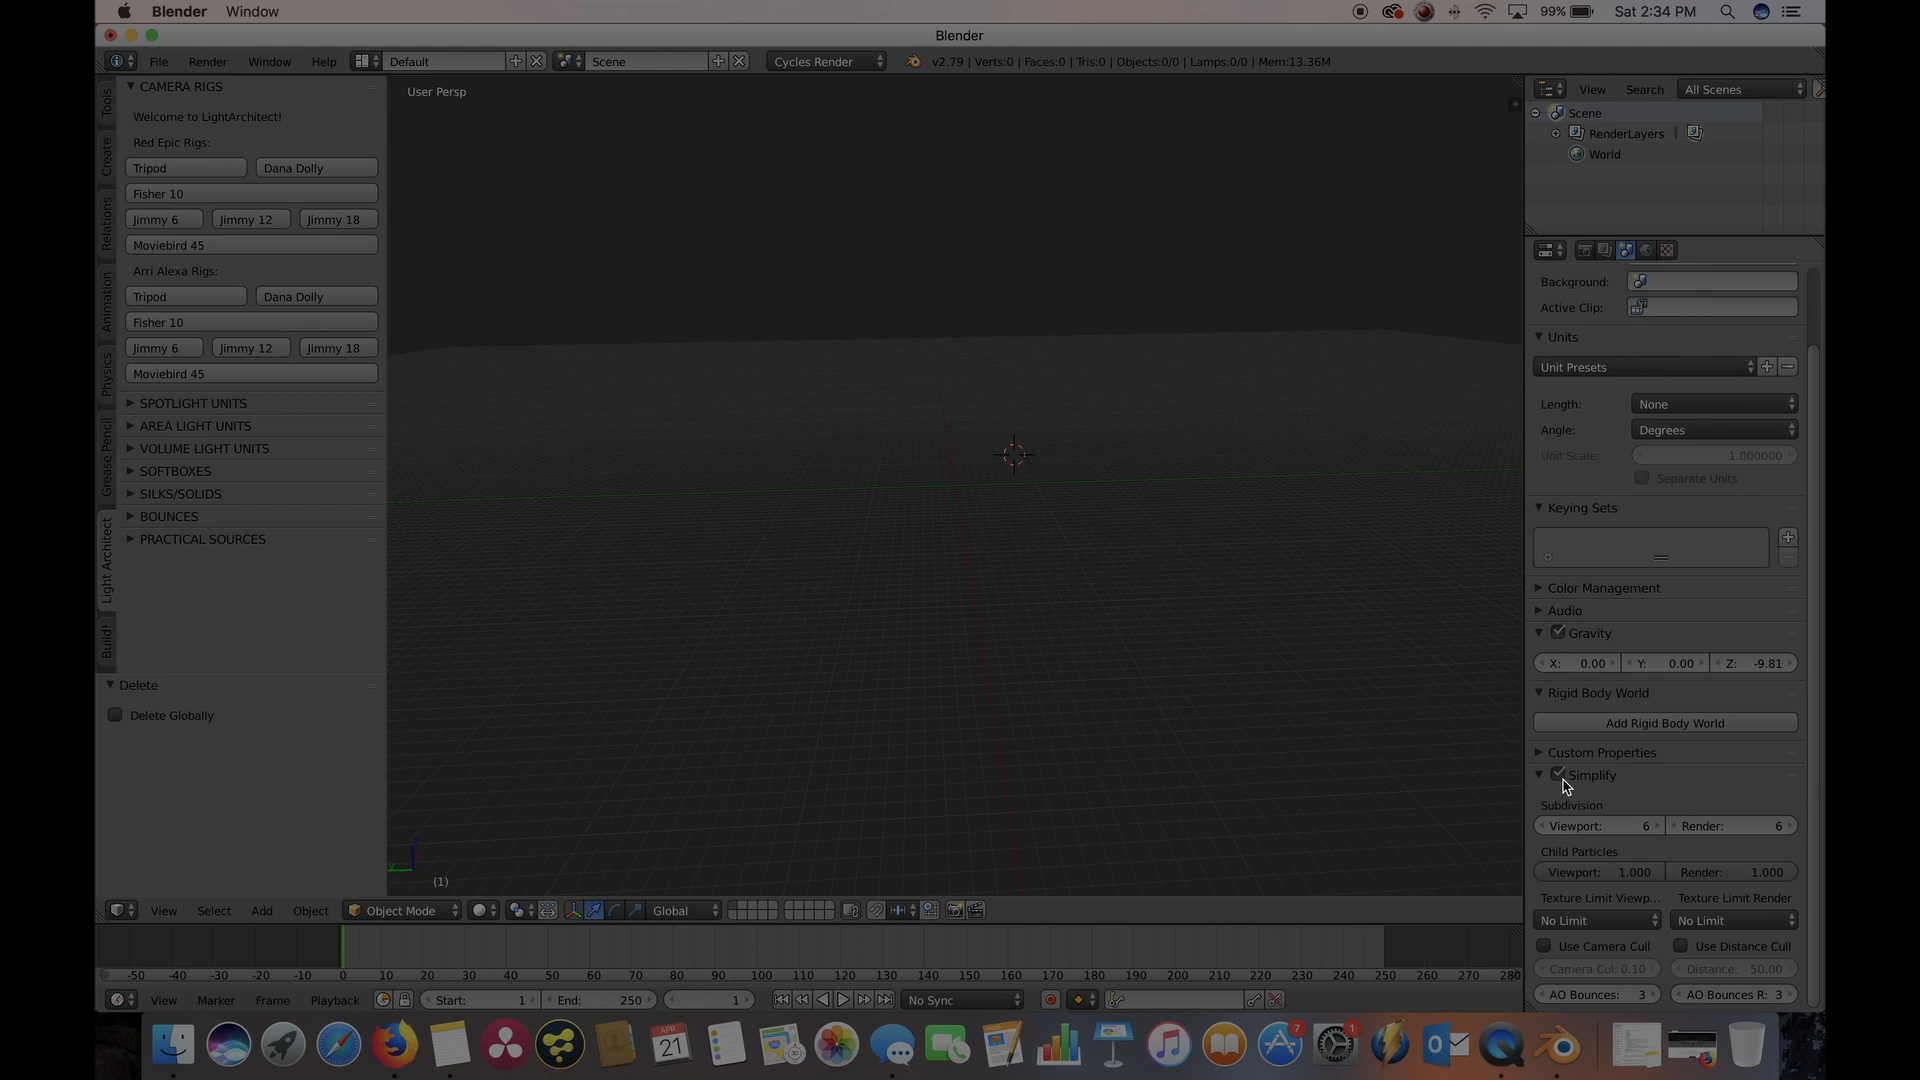 Blender Window
99% Sat 2:34 PM
Blender
File Render Window Help Default Scene Cycles Render v2.79 | Verts:0 | Faces:0 | Tris:0 | Objects:0/0 | Lamps:0/0 | Mem:13.36M
Tools
Create
Relations
Animation
Physics
Grease Pencil
Light Architect
Build!
CAMERA RIGS
Welcome to LightArchitect!
Red Epic Rigs:
Tripod Dana Dolly
Fisher 10
Jimmy 6 Jimmy 12 Jimmy 18
Moviebird 45
Arri Alexa Rigs:
Tripod Dana Dolly
Fisher 10
Jimmy 6 Jimmy 12 Jimmy 18
Moviebird 45
SPOTLIGHT UNITS
AREA LIGHT UNITS
VOLUME LIGHT UNITS
SOFTBOXES
SILKS/SOLIDS
BOUNCES
PRACTICAL SOURCES
Delete
Delete Globally
User Persp
(1)
View Select Add Object Object Mode Global
-50 -40 -30 -20 -10 0 10 20 30 40 50 60 70 80 90 100 110 120 130 140 150 160 170 180 190 200 210 220 230 240 250 260 270 280
View Marker Frame Playback Start: 1 End: 250 1 No Sync
View Search All Scenes
Scene
RenderLayers
World
Background:
Active Clip:
Units
Unit Presets
Length: None
Angle: Degrees
Unit Scale: 1.000000
Separate Units
Keying Sets
Color Management
Audio
Gravity
X: 0.00 Y: 0.00 Z: -9.81
Rigid Body World
Add Rigid Body World
Custom Properties
Simplify
Subdivision
Viewport: 6 Render: 6
Child Particles
Viewport: 1.000 Render: 1.000
Texture Limit Viewp... Texture Limit Render
No Limit No Limit
Use Camera Cull Use Distance Cull
Camera Cul: 0.10 Distance: 50.00
AO Bounces: 3 AO Bounces R: 3
APR
21
7
1